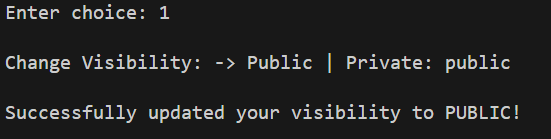 Enter choice: 1
Change Visibility: -> Public | Private: public
Successfully updated your visibility to PUBLIC!